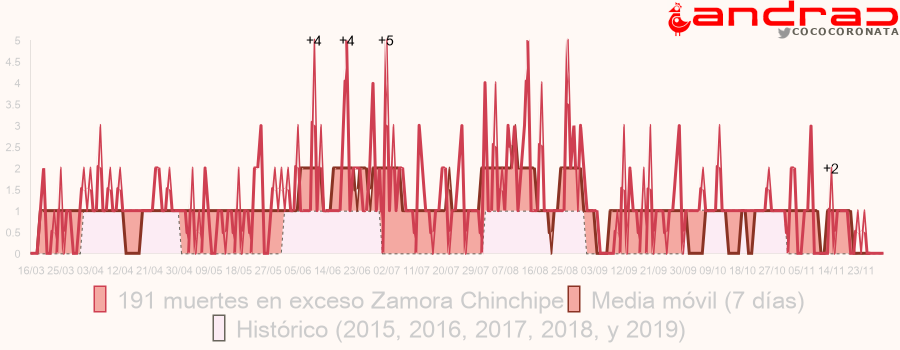 andrab
COCOCORONATA
+4 +4 +5
5
4.5
4
3.5
3
2.5
2
+2
1.5
1
0.5
0
16/03 25/03 03/04 12/04 21/04 30/04 09/05 18/05 27/05 05/06 14/06 23/06 02/07 11/07 20/07 29/07 07/08 16/08 25/08 03/09 12/09 21/09 30/09 09/10 18/10 27/10 05/11 14/11 23/11
191 muertes en exceso Zamora Chinchipe Media móvil (7 días)
Histórico (2015, 2016, 2017, 2018, y 2019)